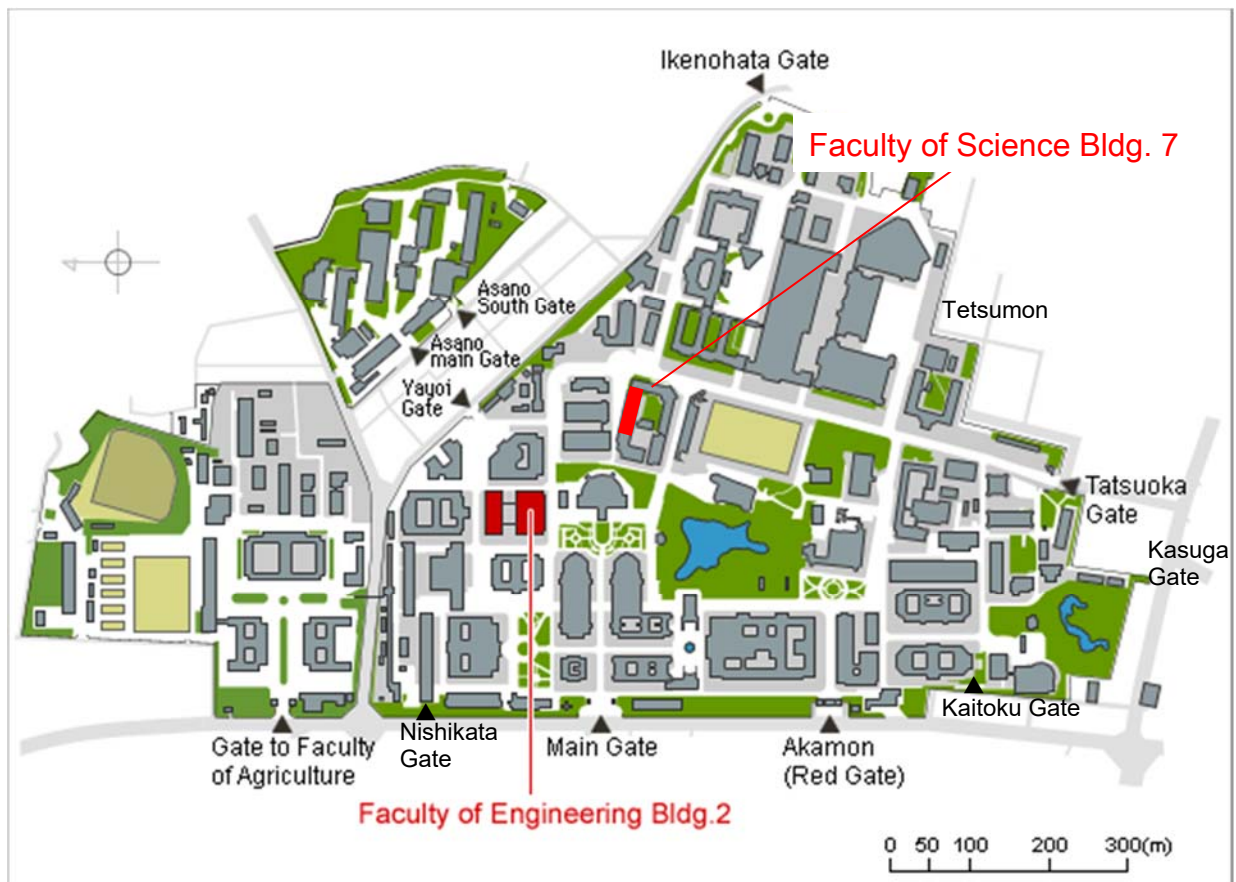 Ikenohata Gate
Faculty of Science Bldg. 7
Asano
South Gate
Tetsumon
Asano
main Gate
Yayoi
Gate
Tatsuoka
Gate
Kasuga
Gate
Kaitoku Gate
Nishikata
Gate
Gate to Faculty
of Agriculture
Main Gate
Akamon
(Red Gate)
Faculty of Engineering Bldg.2
0 50 100 200 300(m)